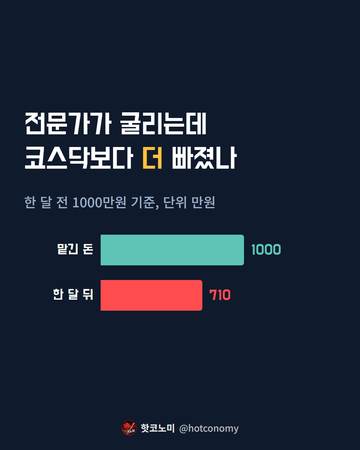 전문가가 굴리는데
코스닥보다 더 빠졌나
한 달 전 1000만원 기준, 단위 만원
맡긴 돈 1000
한 달 뒤 710
핫코노미 @hotconomy